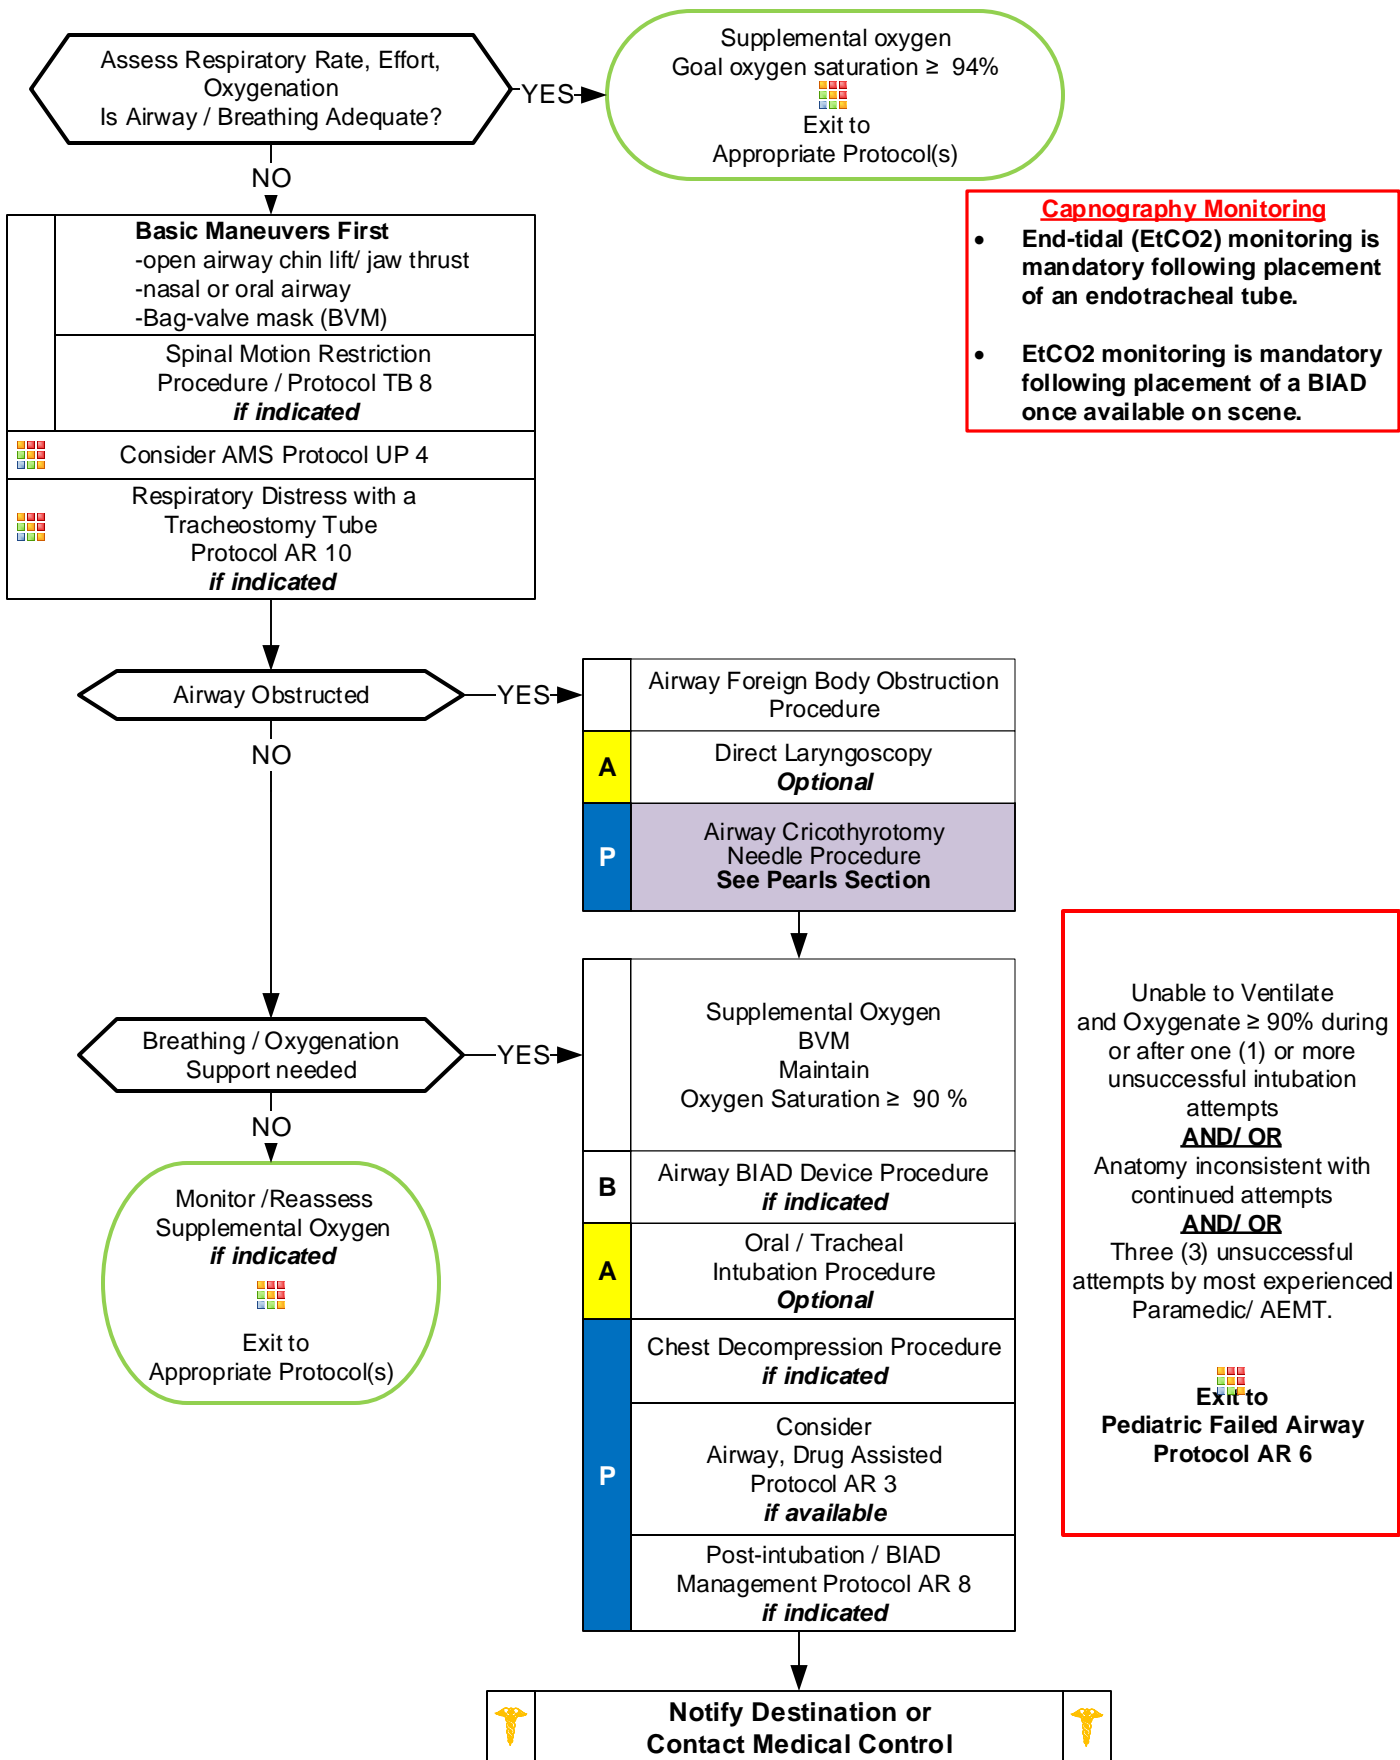 Assess Respiratory Rate, Effort,
Oxygenation
Is Airway / Breathing Adequate?
YES
Supplemental oxygen
Goal oxygen saturation ≥ 94%
Exit to
Appropriate Protocol(s)
NO
Basic Maneuvers First
-open airway chin lift/ jaw thrust
-nasal or oral airway
-Bag-valve mask (BVM)
Spinal Motion Restriction
Procedure / Protocol TB 8
if indicated
Consider AMS Protocol UP 4
Respiratory Distress with a
Tracheostomy Tube
Protocol AR 10
if indicated
Capnography Monitoring
• End-tidal (EtCO2) monitoring is
mandatory following placement
of an endotracheal tube.
• EtCO2 monitoring is mandatory
following placement of a BIAD
once available on scene.
Airway Obstructed
YES
NO
Airway Foreign Body Obstruction
Procedure
A
Direct Laryngoscopy
Optional
P
Airway Cricothyrotomy
Needle Procedure
See Pearls Section
Breathing / Oxygenation
Support needed
YES
NO
Monitor /Reassess
Supplemental Oxygen
if indicated
Exit to
Appropriate Protocol(s)
Supplemental Oxygen
BVM
Maintain
Oxygen Saturation ≥ 90 %
B
Airway BIAD Device Procedure
if indicated
A
Oral / Tracheal
Intubation Procedure
Optional
P
Chest Decompression Procedure
if indicated
Consider
Airway, Drug Assisted
Protocol AR 3
if available
Post-intubation / BIAD
Management Protocol AR 8
if indicated
Unable to Ventilate
and Oxygenate ≥ 90% during
or after one (1) or more
unsuccessful intubation
attempts
AND/ OR
Anatomy inconsistent with
continued attempts
AND/ OR
Three (3) unsuccessful
attempts by most experienced
Paramedic/ AEMT.
Exit to
Pediatric Failed Airway
Protocol AR 6
Notify Destination or
Contact Medical Control